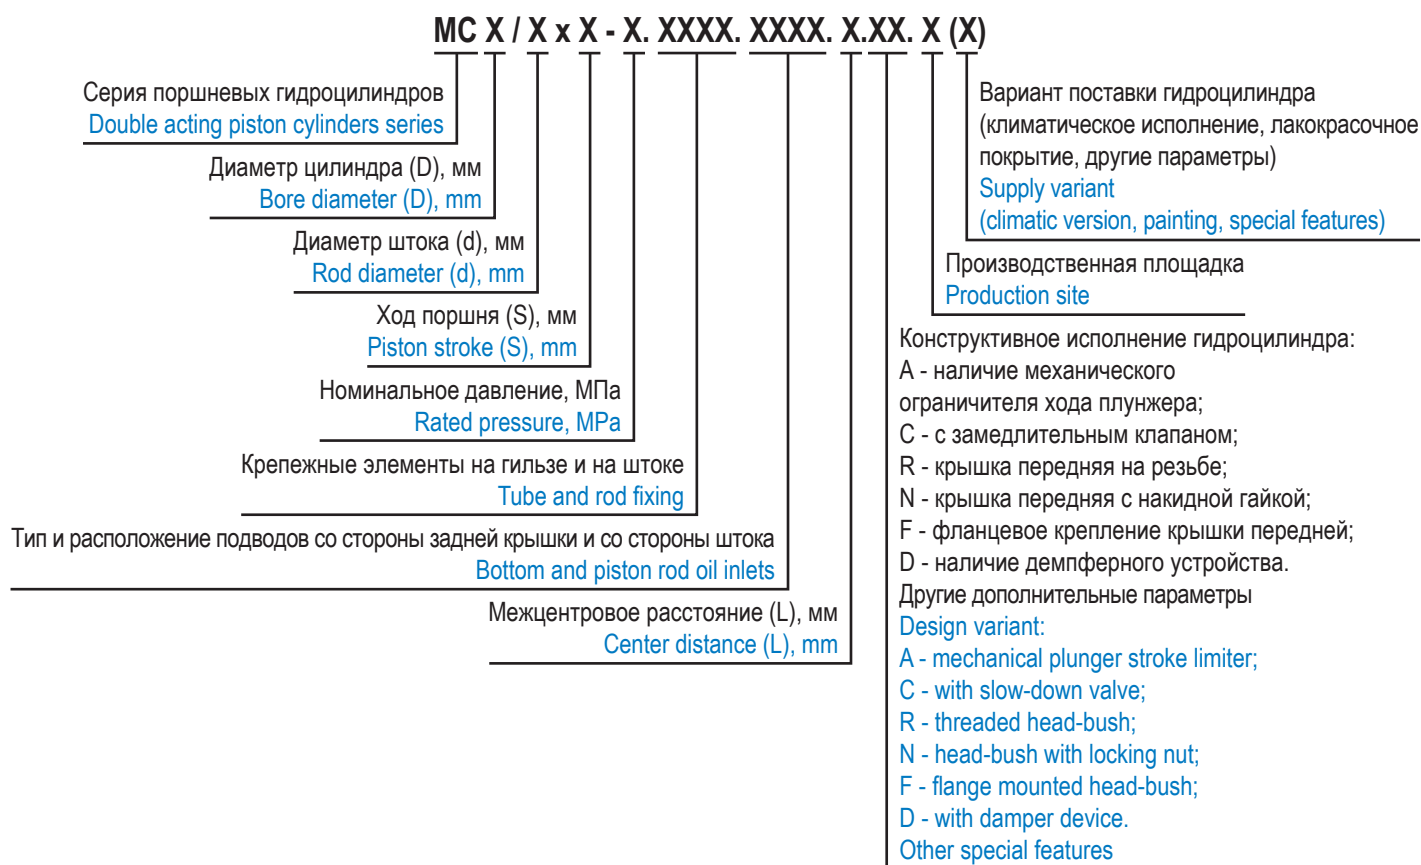 МС X / X x X - X. XXXX. XXXX. X.XX. X (X)
Серия поршневых гидроцилиндров
Double acting piston cylinders series
Диаметр цилиндра (D), мм
Bore diameter (D), mm
Диаметр штока (d), мм
Rod diameter (d), mm
Ход поршня (S), мм
Piston stroke (S), mm
Номинальное давление, МПа
Rated pressure, MPa
Крепежные элементы на гильзе и на штоке
Tube and rod fixing
Тип и расположение подводов со стороны задней крышки и со стороны штока
Bottom and piston rod oil inlets
Межцентровое расстояние (L), мм
Center distance (L), mm
Вариант поставки гидроцилиндра
(климатическое исполнение, лакокрасочное
покрытие, другие параметры)
Supply variant
(climatic version, painting, special features)
Производственная площадка
Production site
Конструктивное исполнение гидроцилиндра:
A - наличие механического
ограничителя хода плунжера;
C - с замедлительным клапаном;
R - крышка передняя на резьбе;
N - крышка передняя с накидной гайкой;
F - фланцевое крепление крышки передней;
D - наличие демпферного устройства.
Другие дополнительные параметры
Design variant:
A - mechanical plunger stroke limiter;
C - with slow-down valve;
R - threaded head-bush;
N - head-bush with locking nut;
F - flange mounted head-bush;
D - with damper device.
Other special features